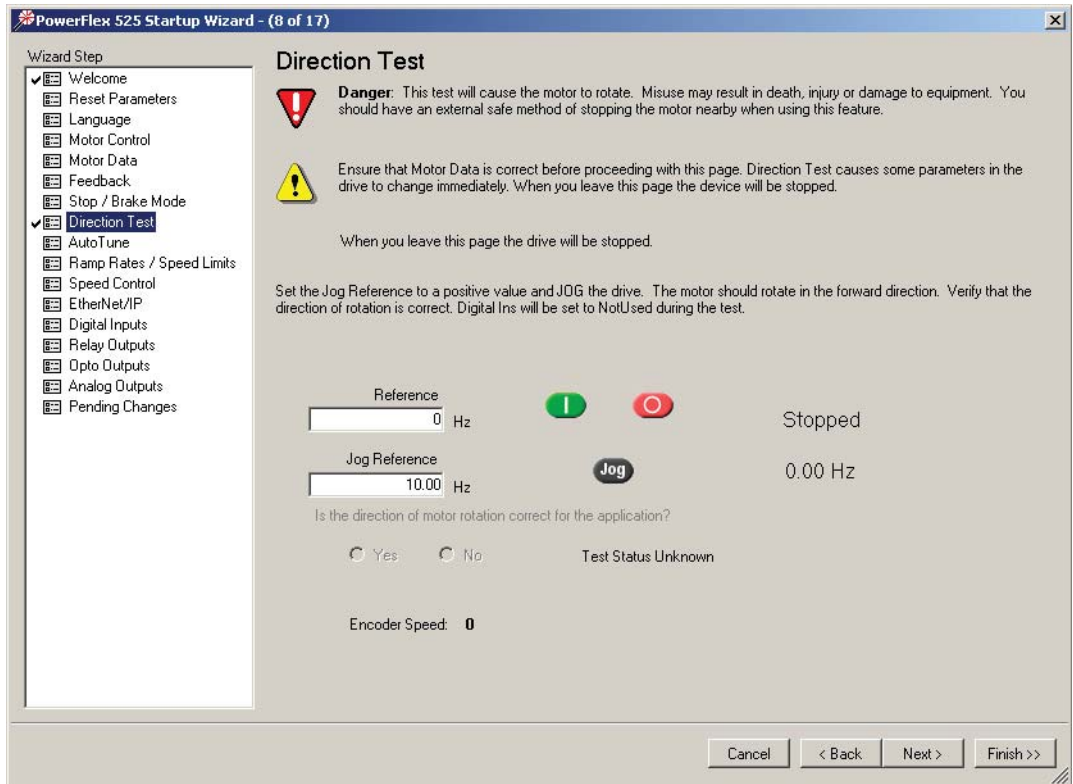 PowerFlex 525 Startup Wizard - (8 of 17)
Wizard Step
Welcome
Reset Parameters
Language
Motor Control
Motor Data
Feedback
Stop / Brake Mode
Direction Test
AutoTune
Ramp Rates / Speed Limits
Speed Control
EtherNet/IP
Digital Inputs
Relay Outputs
Opto Outputs
Analog Outputs
Pending Changes
Direction Test
Danger: This test will cause the motor to rotate. Misuse may result in death, injury or damage to equipment. You
should have an external safe method of stopping the motor nearby when using this feature.
Ensure that Motor Data is correct before proceeding with this page. Direction Test causes some parameters in the
drive to change immediately. When you leave this page the device will be stopped.
When you leave this page the drive will be stopped.
Set the Jog Reference to a positive value and JOG the drive. The motor should rotate in the forward direction. Verify that the
direction of rotation is correct. Digital Ins will be set to NotUsed during the test.
Reference
0 Hz
Stopped
Jog Reference
10.00 Hz
Jog
0.00 Hz
Is the direction of motor rotation correct for the application?
Yes No Test Status Unknown
Encoder Speed: 0
Cancel < Back Next > Finish >>